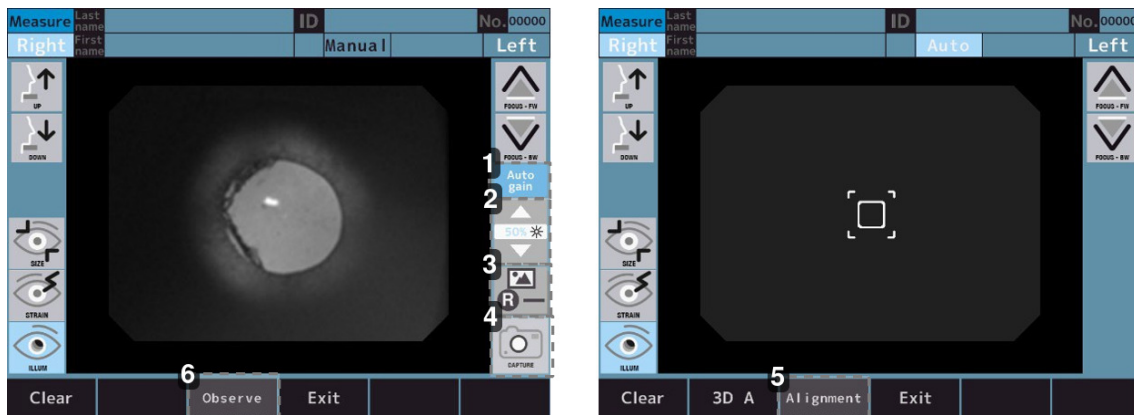 Measure Last name ID No. 00000
Right First name Manual Left
UP FOCUS - FW
DOWN FOCUS - BW
1 Auto gain
2 50%
3 R
SIZE
STRAIN
4 CAPTURE
ILLUM
6
Clear Observe Exit
Measure Last name ID No. 00000
Right First name Auto Left
UP FOCUS - FW
DOWN FOCUS - BW
SIZE
STRAIN
ILLUM
5
Clear 3D A Alignment Exit